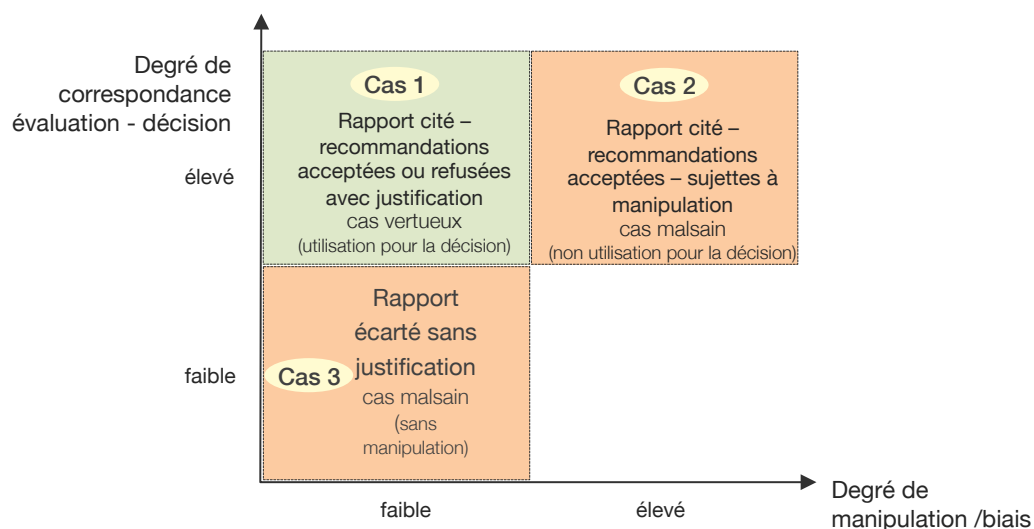 Degré de
correspondance
évaluation - décision
élevé
faible
Cas 1
Rapport cité –
recommandations
acceptées ou refusées
avec justification
cas vertueux
(utilisation pour la décision)
Cas 2
Rapport cité –
recommandations
acceptées – sujettes à
manipulation
cas malsain
(non utilisation pour la décision)
Cas 3
Rapport
écarté sans
justification
cas malsain
(sans
manipulation)
faible
élevé
Degré de
manipulation /biais